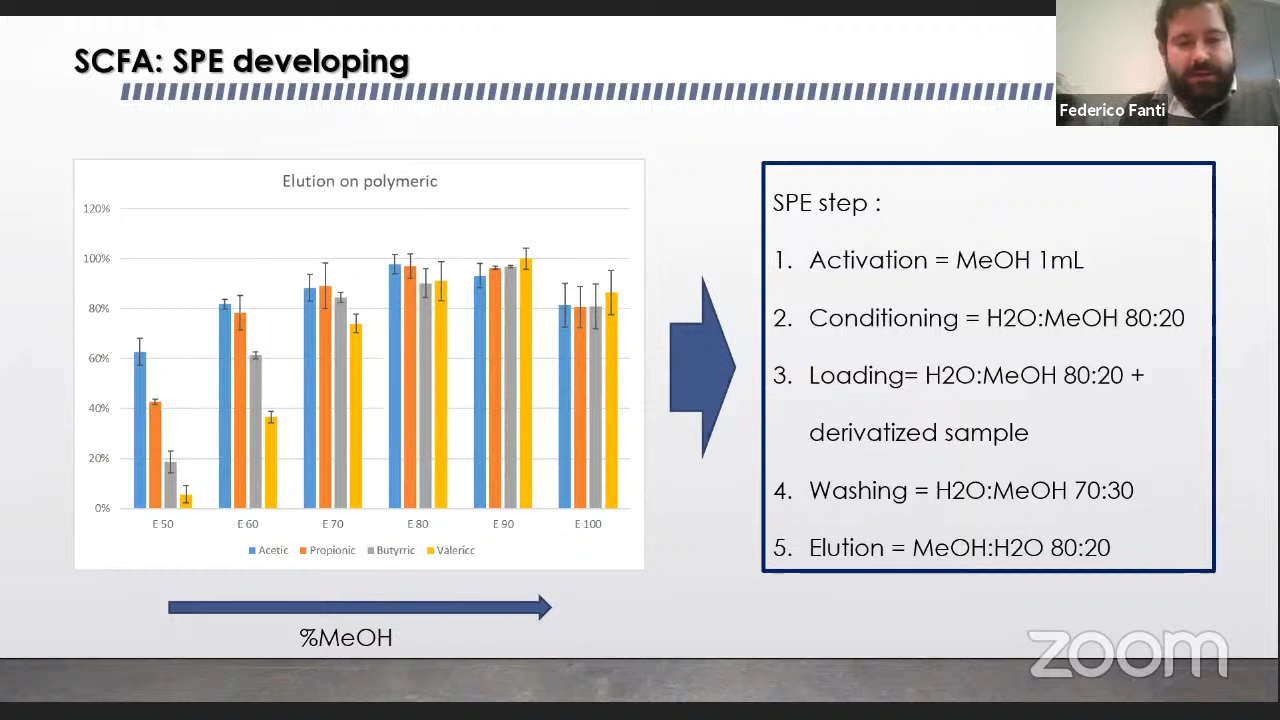 SCFA: SPE developing
Federico Fanti
Elution on polymeric
120%
100%
80%
60%
40%
20%
0%
E 50 E 60 E 70 E 80 E 90 E 100
Acetic Propionic Butyrric Valericc
%MeOH
SPE step :
1. Activation = MeOH 1mL
2. Conditioning = H2O:MeOH 80:20
3. Loading= H2O:MeOH 80:20 +
derivatized sample
4. Washing = H2O:MeOH 70:30
5. Elution = MeOH:H2O 80:20
zoom